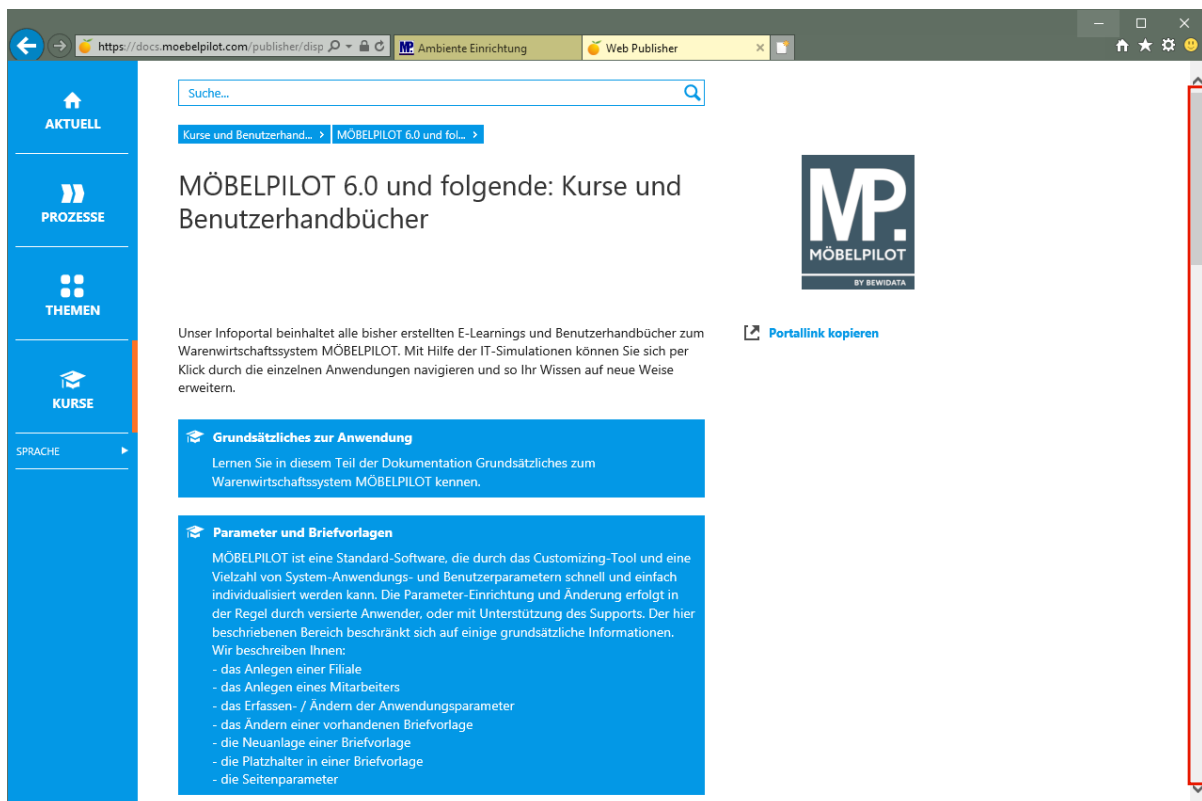 https://docs.moebelpilot.com/publisher/disp
MP Ambiente Einrichtung
Web Publisher
AKTUELL
PROZESSE
THEMEN
KURSE
SPRACHE
Suche...
Kurse und Benutzerhand... > MÖBELPILOT 6.0 und fol... >
MÖBELPILOT 6.0 und folgende: Kurse und
Benutzerhandbücher
MP.
MÖBELPILOT
BY BEWIDATA
Unser Infoportal beinhaltet alle bisher erstellten E-Learnings und Benutzerhandbücher zum
Warenwirtschaftssystem MÖBELPILOT. Mit Hilfe der IT-Simulationen können Sie sich per
Klick durch die einzelnen Anwendungen navigieren und so Ihr Wissen auf neue Weise
erweitern.
Portallink kopieren
Grundsätzliches zur Anwendung
Lernen Sie in diesem Teil der Dokumentation Grundsätzliches zum
Warenwirtschaftssystem MÖBELPILOT kennen.
Parameter und Briefvorlagen
MÖBELPILOT ist eine Standard-Software, die durch das Customizing-Tool und eine
Vielzahl von System-Anwendungs- und Benutzerparametern schnell und einfach
individualisiert werden kann. Die Parameter-Einrichtung und Änderung erfolgt in
der Regel durch versierte Anwender, oder mit Unterstützung des Supports. Der hier
beschriebenen Bereich beschränkt sich auf einige grundsätzliche Informationen.
Wir beschreiben Ihnen:
- das Anlegen einer Filiale
- das Anlegen eines Mitarbeiters
- das Erfassen- / Ändern der Anwendungsparameter
- das Ändern einer vorhandenen Briefvorlage
- die Neuanlage einer Briefvorlage
- die Platzhalter in einer Briefvorlage
- die Seitenparameter